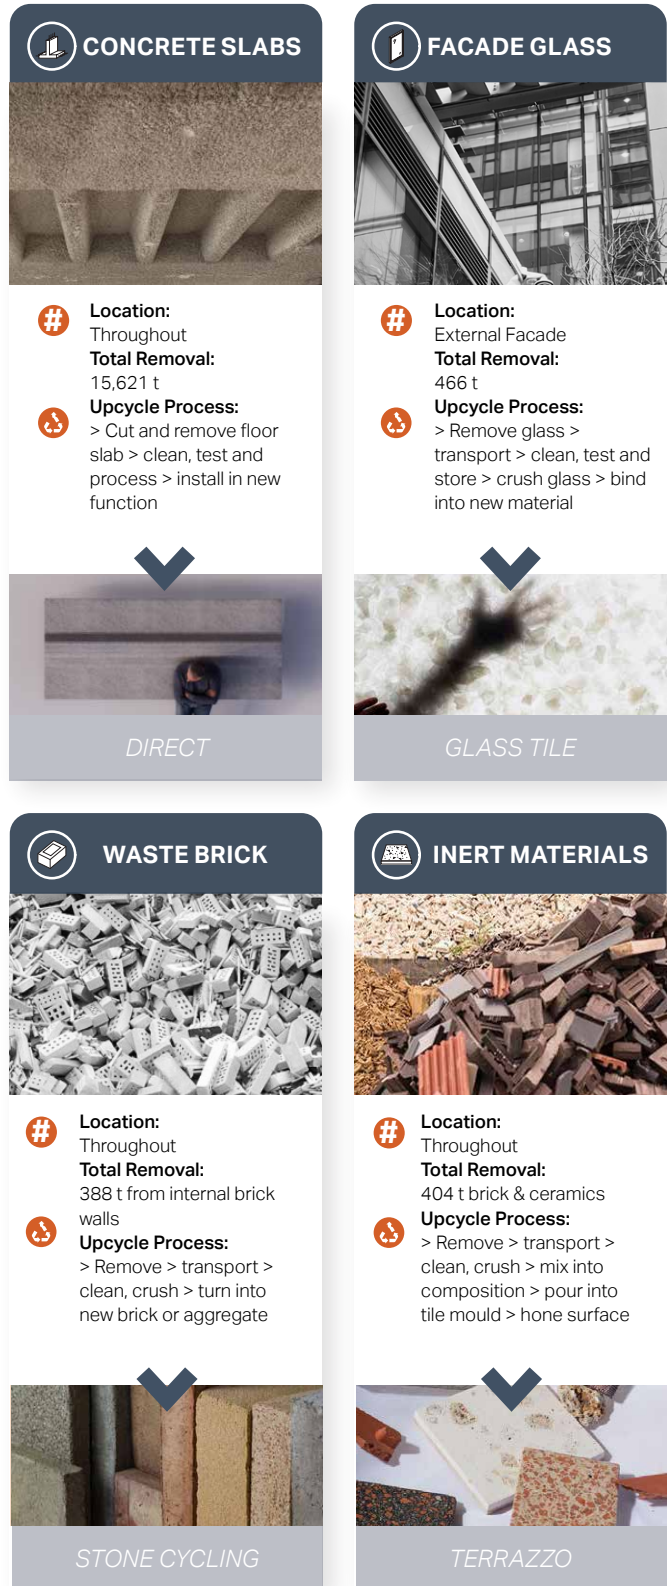 CONCRETE SLABS
#
Location:
Throughout
Total Removal:
15,621 t
Upcycle Process:
> Cut and remove floor
slab > clean, test and
process > install in new
function
DIRECT
FACADE GLASS
#
Location:
External Facade
Total Removal:
466 t
Upcycle Process:
> Remove glass >
transport > clean, test and
store > crush glass > bind
into new material
GLASS TILE
WASTE BRICK
#
Location:
Throughout
Total Removal:
388 t from internal brick
walls
Upcycle Process:
> Remove > transport >
clean, crush > turn into
new brick or aggregate
STONE CYCLING
INERT MATERIALS
#
Location:
Throughout
Total Removal:
404 t brick & ceramics
Upcycle Process:
> Remove > transport >
clean, crush > mix into
composition > pour into
tile mould > hone surface
TERRAZZO